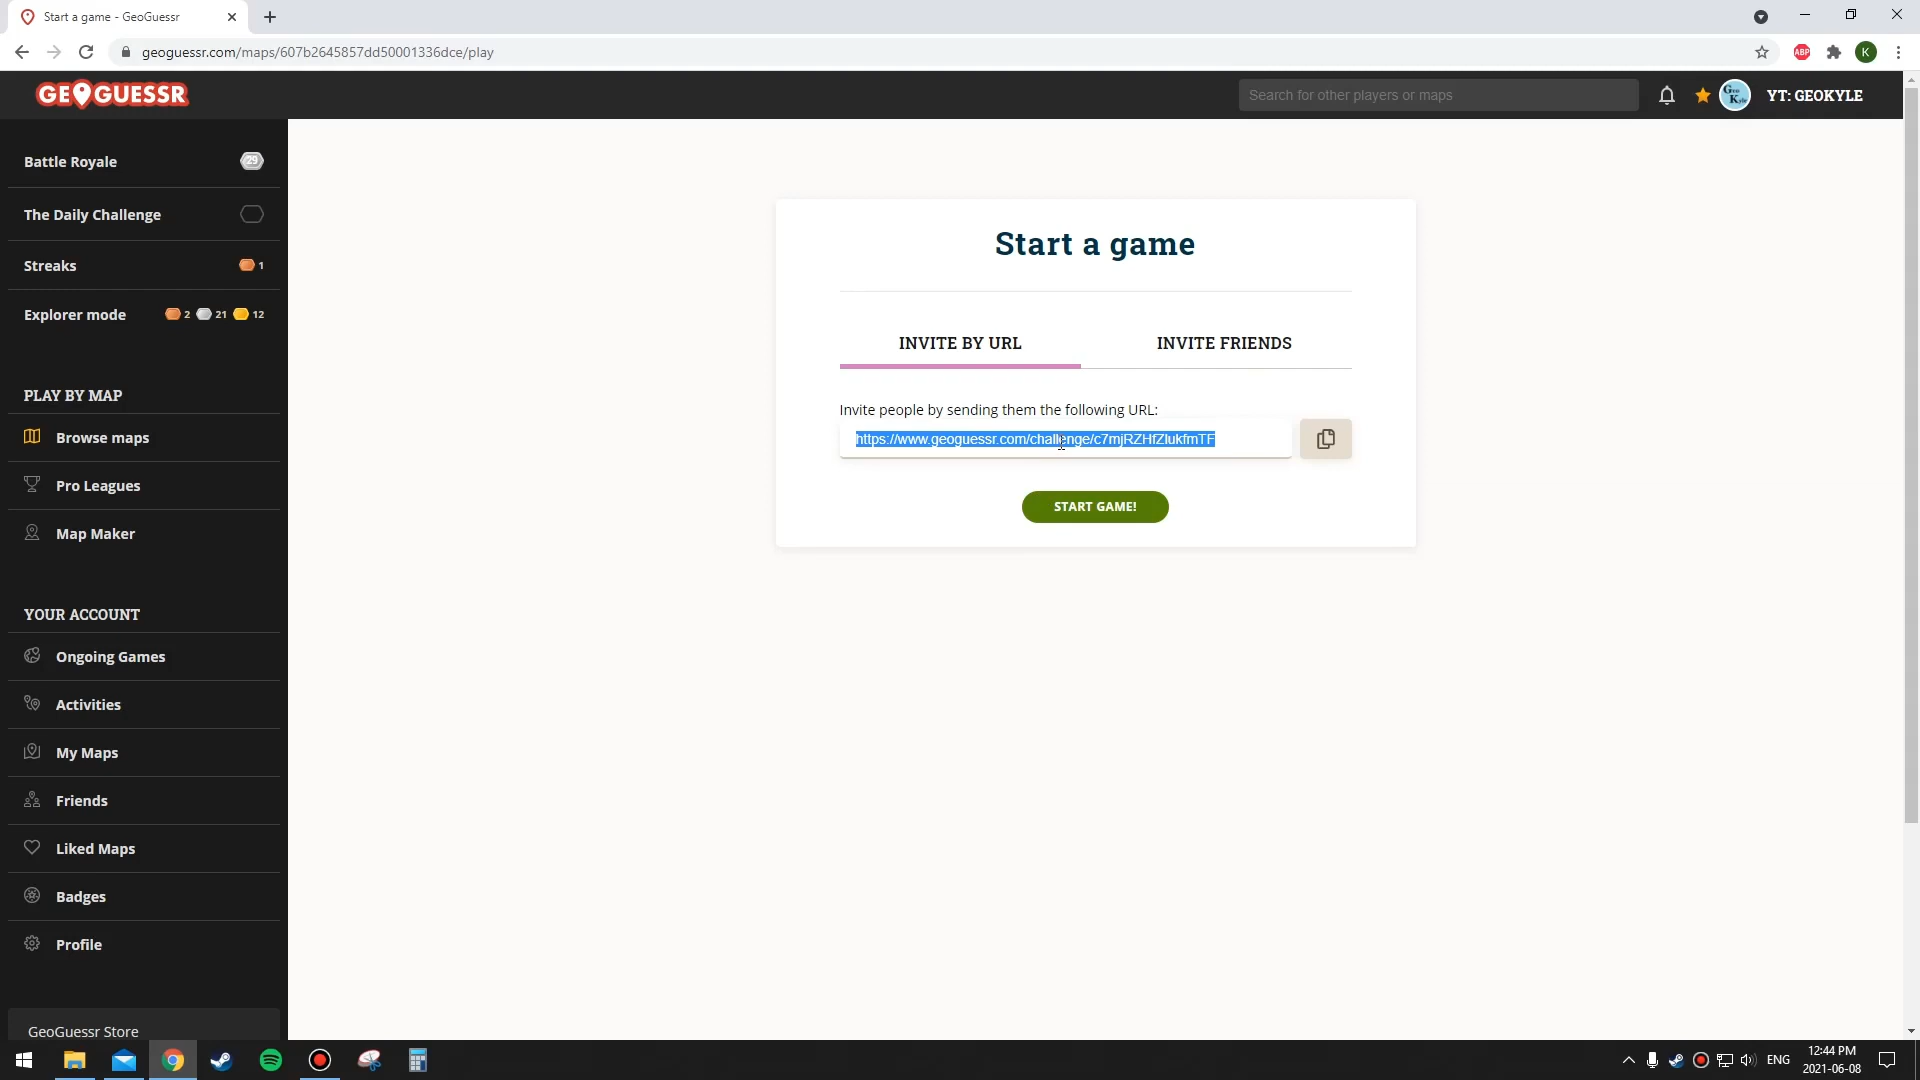 Start a game - GeoGuessr
geoguessr.com/maps/607b2645857dd50001336dce/play
ABP
K
GEOGUESSR
Search for other players or maps
Geo
Kyle
YT: GEOKYLE
Battle Royale 29
The Daily Challenge
Streaks 1
Explorer mode 2 21 12
PLAY BY MAP
Browse maps
Pro Leagues
Map Maker
YOUR ACCOUNT
Ongoing Games
Activities
My Maps
Friends
Liked Maps
Badges
Profile
GeoGuessr Store
Start a game
INVITE BY URL INVITE FRIENDS
Invite people by sending them the following URL:
https://www.geoguessr.com/challenge/c7mjRZHfZlukfmTF
START GAME!
ENG
12:44 PM
2021-06-08